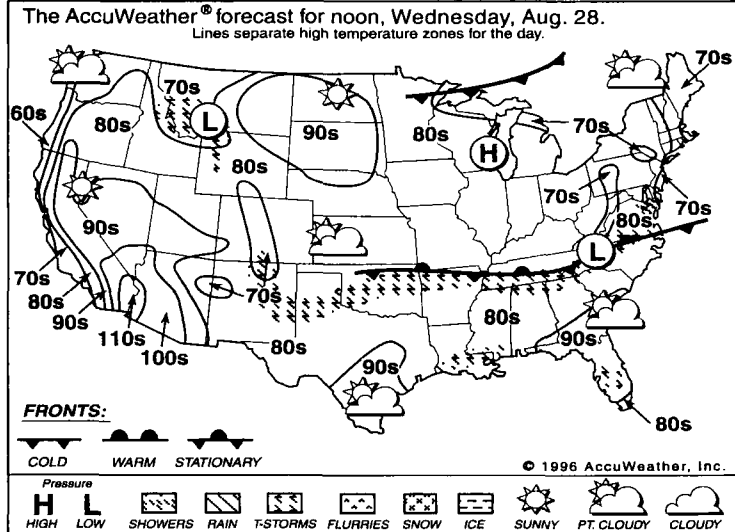 The AccuWeather® forecast for noon, Wednesday, Aug. 28.
Lines separate high temperature zones for the day.
70s
70s
60s
80s
L
90s
80s
H
70s
80s
70s
80s
70s
90s
L
70s
70s
80s
90s
110s
100s
70s
80s
80s
90s
90s
80s
FRONTS:
COLD WARM STATIONARY
© 1996 AccuWeather, Inc.
Pressure
H L
HIGH LOW SHOWERS RAIN T-STORMS FLURRIES SNOW ICE SUNNY PT. CLOUDY CLOUDY